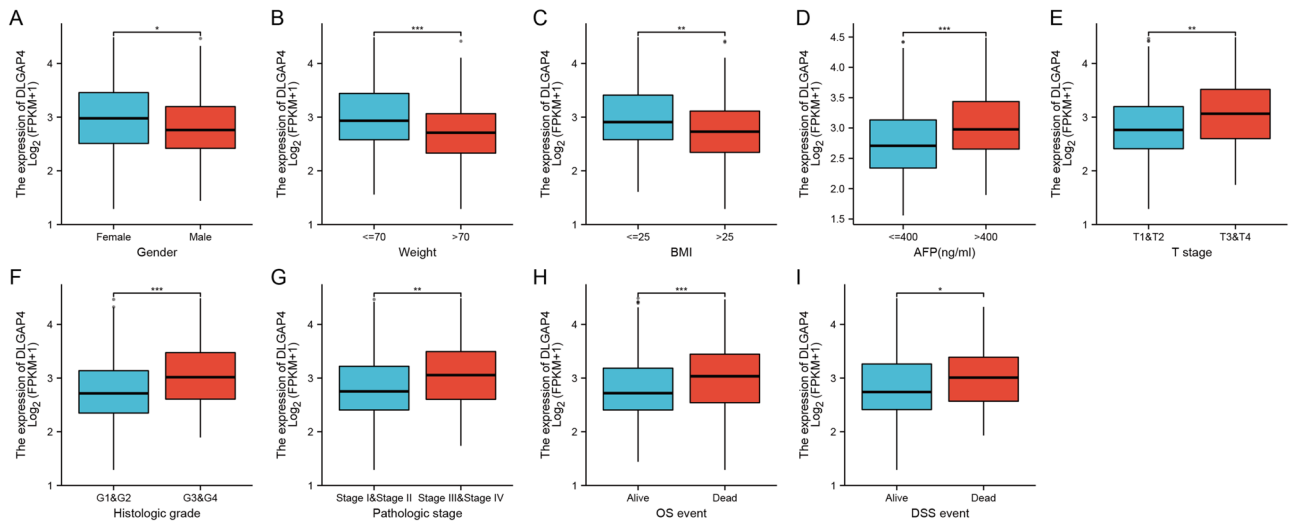 A
The expression of DLGAP4
Log2 (FPKM+1)
4
3
2
1
*
Female
Male
Gender
B
The expression of DLGAP4
Log2 (FPKM+1)
4
3
2
1
***
<=70
>70
Weight
C
The expression of DLGAP4
Log2 (FPKM+1)
4
3
2
1
**
<=25
>25
BMI
D
The expression of DLGAP4
Log2 (FPKM+1)
4.5
4.0
3.5
3.0
2.5
2.0
1.5
***
<=400
>400
AFP(ng/ml)
E
The expression of DLGAP4
Log2 (FPKM+1)
4
3
2
1
**
T1&T2
T3&T4
T stage
F
The expression of DLGAP4
Log2 (FPKM+1)
4
3
2
1
***
G1&G2
G3&G4
Histologic grade
G
The expression of DLGAP4
Log2 (FPKM+1)
4
3
2
1
**
Stage I&Stage II
Stage III&Stage IV
Pathologic stage
H
The expression of DLGAP4
Log2 (FPKM+1)
4
3
2
1
***
Alive
Dead
OS event
I
The expression of DLGAP4
Log2 (FPKM+1)
4
3
2
1
*
Alive
Dead
DSS event